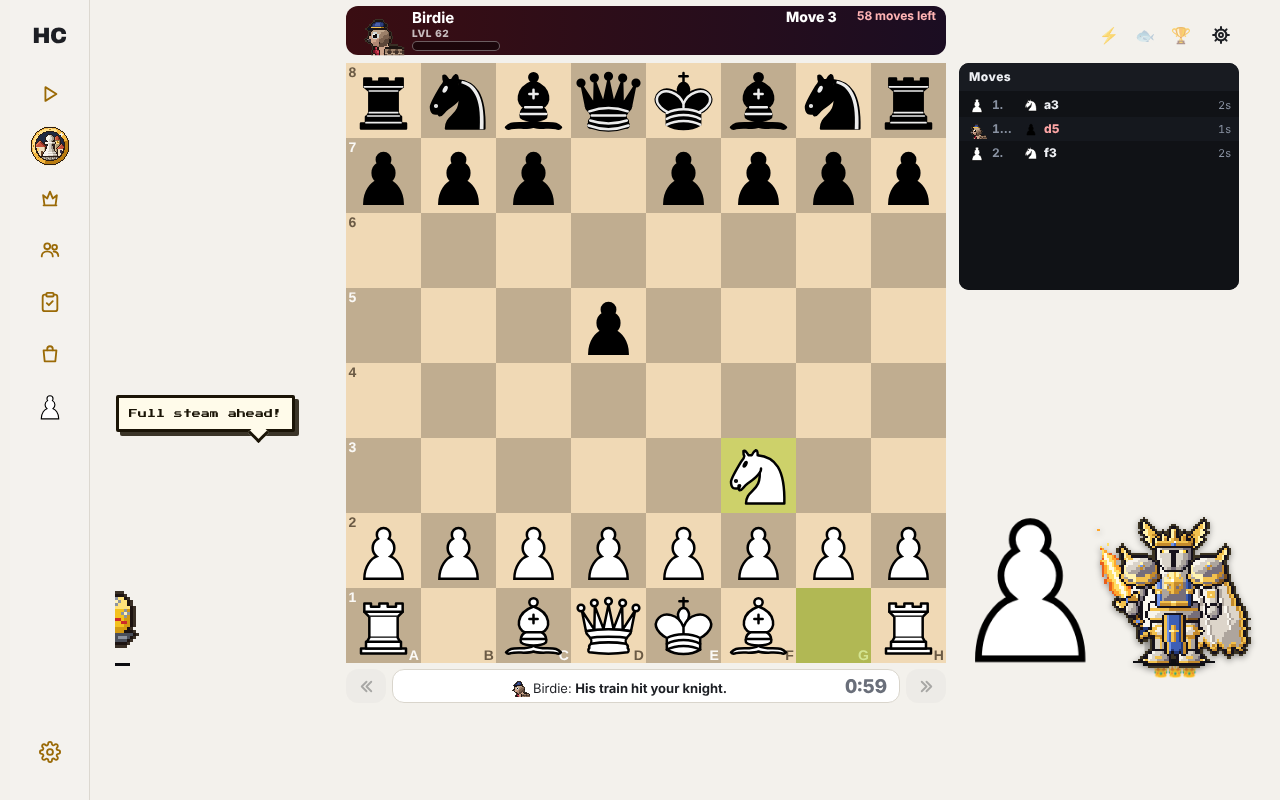 HC
Birdie
LVL 62
Move 3
58 moves left
Full steam ahead!
8
7
6
5
4
3
2
1
A
B
C
D
E
F
G
H
Birdie: His train hit your knight.
0:59
Moves
1. a3 2s
1... d5 1s
2. f3 2s